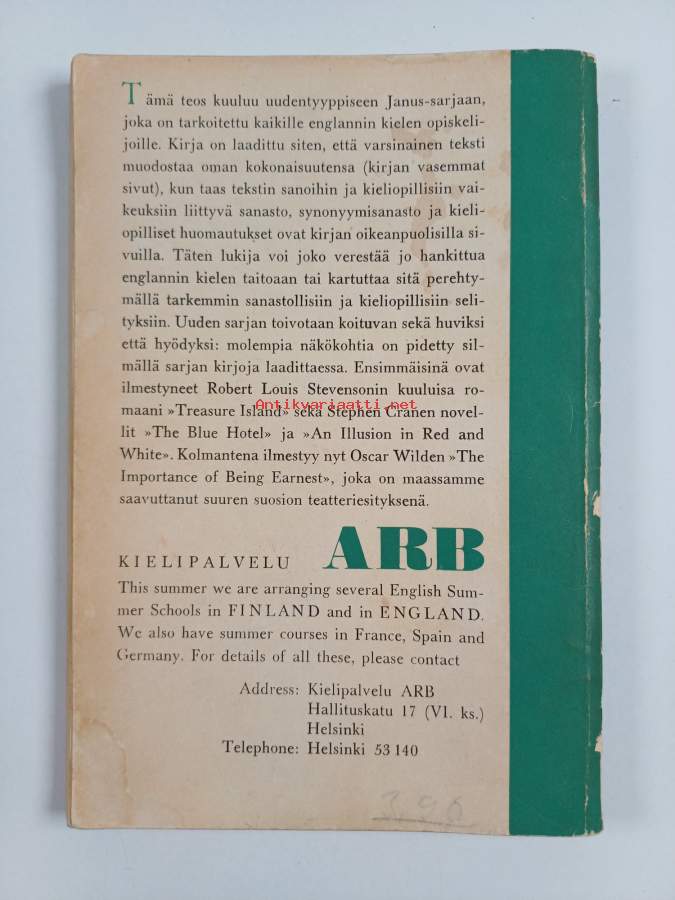 Tämä teos kuuluu uudentyyppiseen Janus-sarjaan,
joka on tarkoitettu kaikille englannin kielen opiskeli-
joille. Kirja on laadittu siten, että varsinainen teksti
muodostaa oman kokonaisuutensa (kirjan vasemmat
sivut), kun taas tekstin sanoihin ja kieliopillisiin vai-
keuksiin liittyvä sanasto, synonyymisanasto ja kieli-
opilliset huomautukset ovat kirjan oikeanpuolisilla si-
vuilla. Täten lukija voi joko verestää jo hankittua
englannin kielen taitoaan tai kartuttaa sitä perehty-
mällä tarkemmin sanastollisiin ja kieliopillisiin seli-
tyksiin. Uuden sarjan toivotaan koituvan sekä huviksi
että hyödyksi: molempia näkökohtia on pidetty sil-
mällä sarjan kirjoja laadittaessa. Ensimmäisinä ovat
ilmestyneet Robert Louis Stevensonin kuuluisa ro-
maani »Treasure Island» sekä Stephen Cranen novel-
Antikvariaatti.net
lit »The Blue Hotel» ja »An Illusion in Red and
White». Kolmantena ilmestyy nyt Oscar Wilden »The
Importance of Being Earnest», joka on maassamme
saavuttanut suuren suosion teatteriesityksenä.
KIELIPALVELU ARB
This summer we are arranging several English Sum-
mer Schools in FINLAND and in ENGLAND.
We also have summer courses in France, Spain and
Germany. For details of all these, please contact
Address: Kielipalvelu ARB
Hallituskatu 17 (VI. ks.)
Helsinki
Telephone: Helsinki 53 140
390